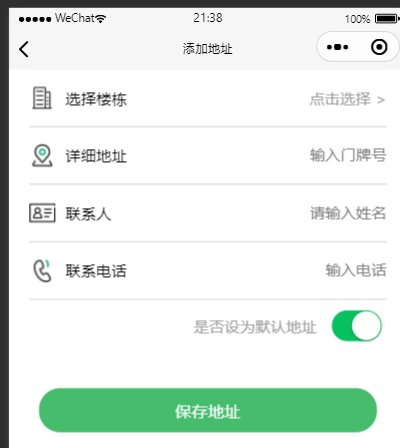 WeChat 21:38 100%
添加地址
选择楼栋 点击选择 >
详细地址 输入门牌号
联系人 请输入姓名
联系电话 输入电话
是否设为默认地址
保存地址